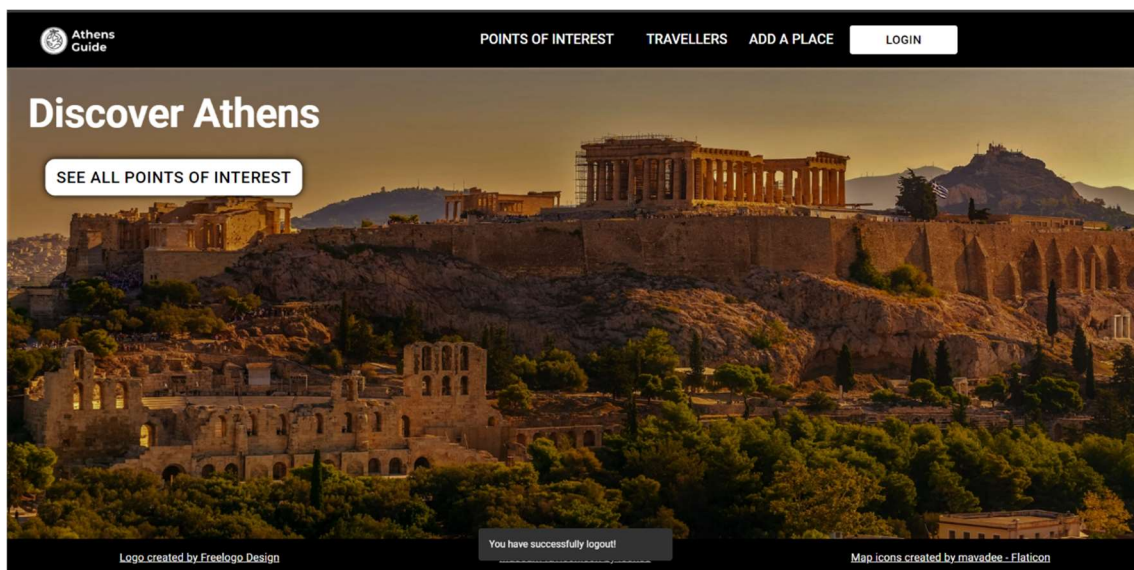 Athens
Guide
POINTS OF INTEREST TRAVELLERS ADD A PLACE LOGIN
Discover Athens
SEE ALL POINTS OF INTEREST
You have successfully logout!
Logo created by Freelogo Design
Map icons created by mavadee - Flaticon